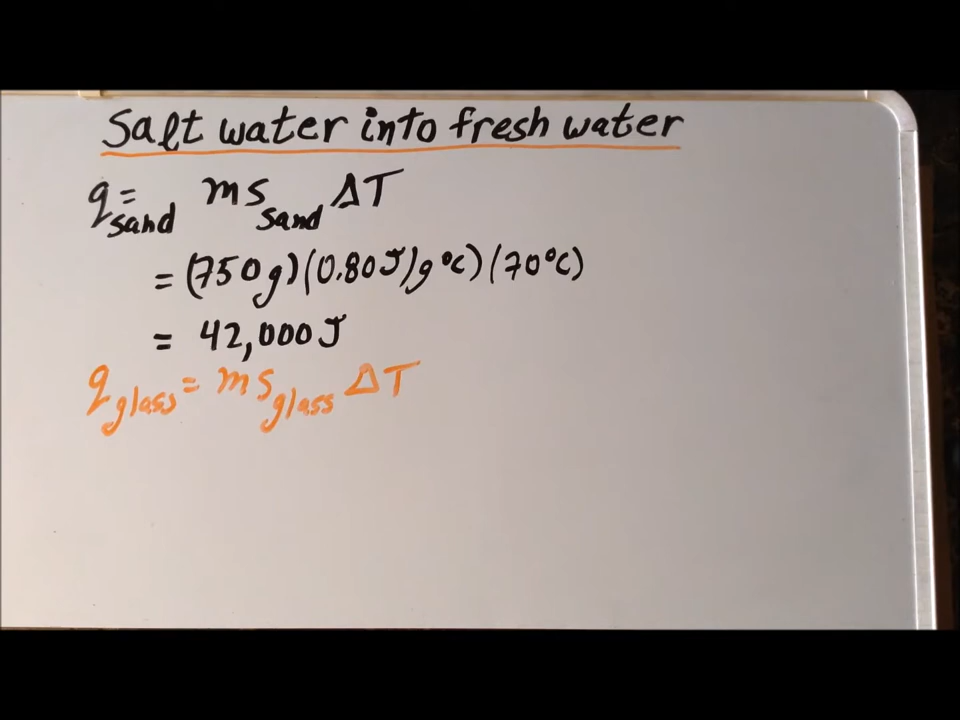 Salt water into fresh water
q sand = m s sand ΔT
= (750g)(0.80J/g°C)(70°C)
= 42,000J
q glass = m s glass ΔT